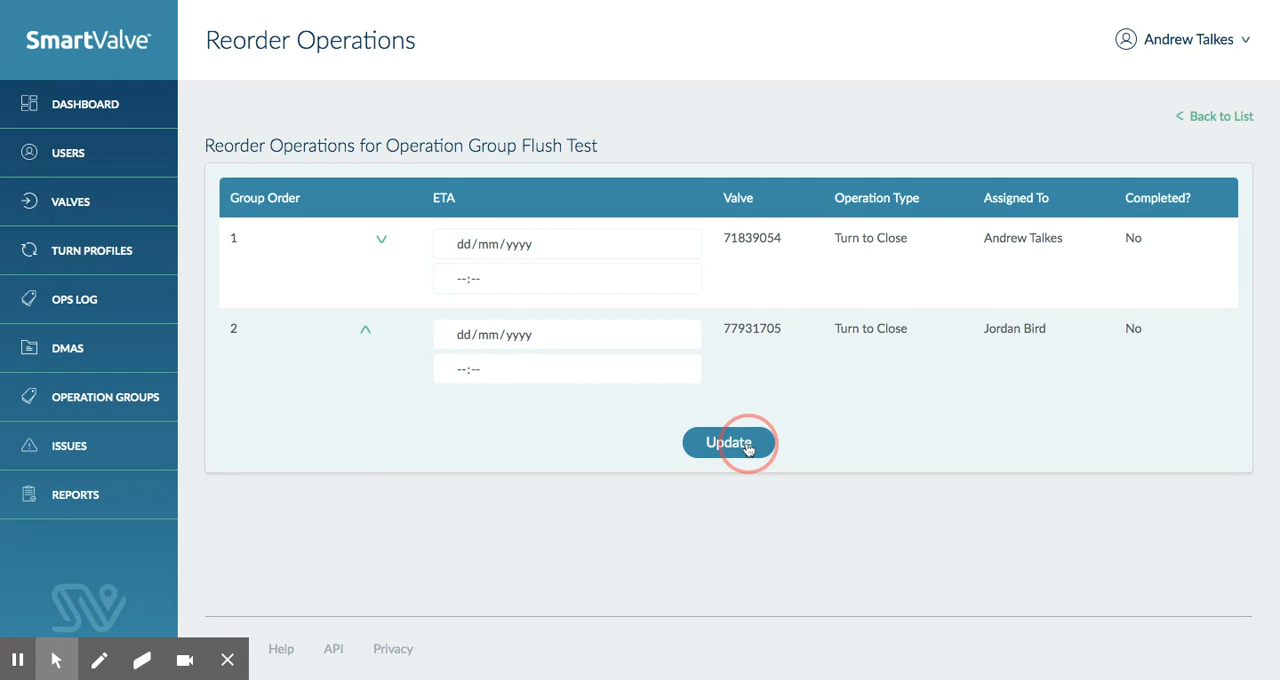 SmartValve
Reorder Operations
Andrew Talkes
DASHBOARD
USERS
VALVES
TURN PROFILES
OPS LOG
DMAS
OPERATION GROUPS
ISSUES
REPORTS
< Back to List
Reorder Operations for Operation Group Flush Test
Group Order ETA Valve Operation Type Assigned To Completed?
1 dd/mm/yyyy 71839054 Turn to Close Andrew Talkes No
--:--
2 dd/mm/yyyy 77931705 Turn to Close Jordan Bird No
--:--
Update
Help API Privacy